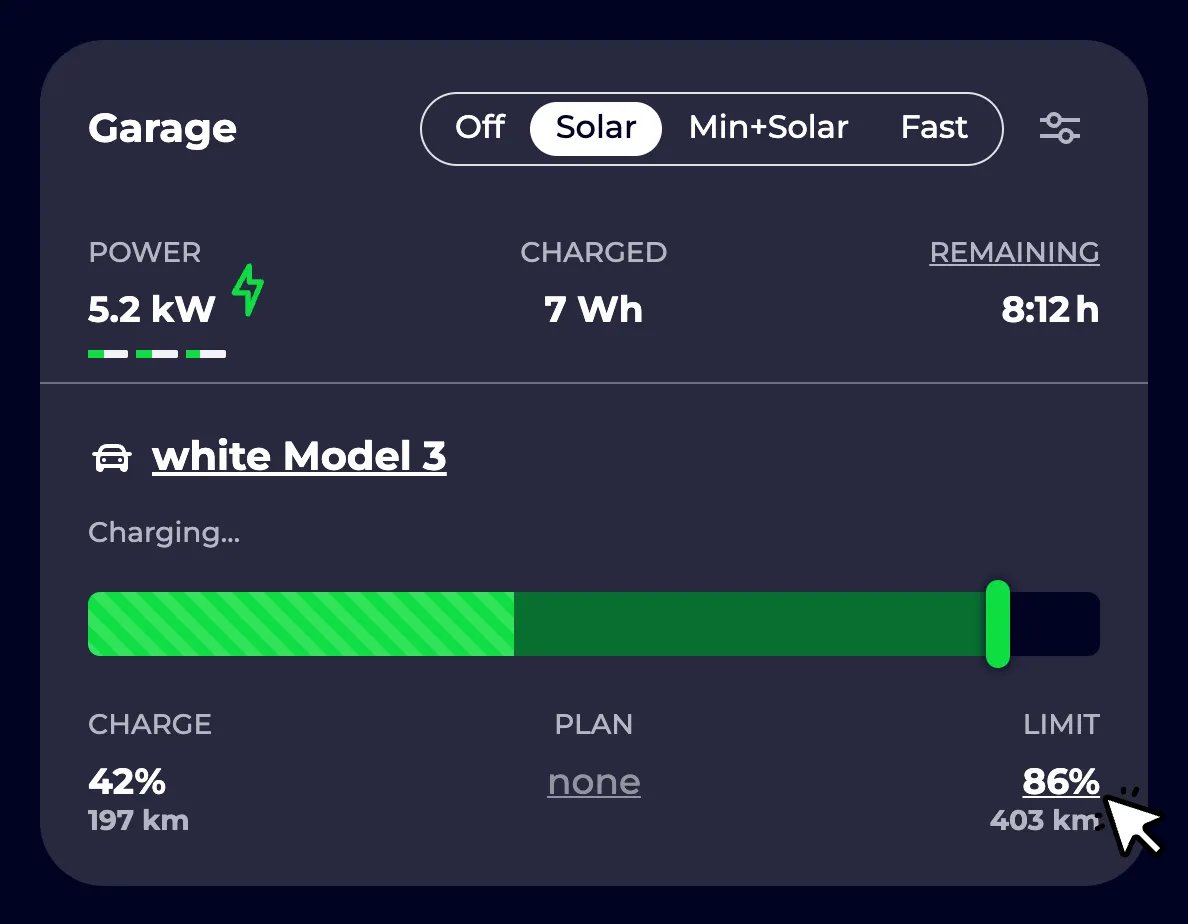 Garage
Off Solar Min+Solar Fast
POWER CHARGED REMAINING
5.2 kW 7 Wh 8:12 h
white Model 3
Charging...
CHARGE PLAN LIMIT
42% none 86%
197 km 403 km